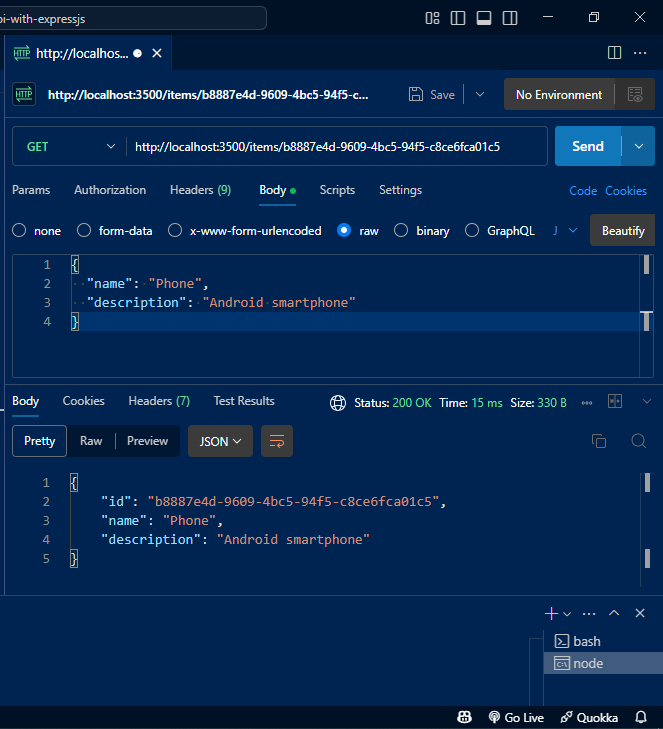 pi-with-expressjs
HTTP http://localhos...
HTTP http://localhost:3500/items/b8887e4d-9609-4bc5-94f5-c... Save No Environment
GET http://localhost:3500/items/b8887e4d-9609-4bc5-94f5-c8ce6fca01c5 Send
Params Authorization Headers (9) Body Scripts Settings Code Cookies
none form-data x-www-form-urlencoded raw binary GraphQL J Beautify
1 {
2 "name": "Phone",
3 "description": "Android smartphone"
4 }
Body Cookies Headers (7) Test Results Status: 200 OK Time: 15 ms Size: 330 B
Pretty Raw Preview JSON
1 {
2 "id": "b8887e4d-9609-4bc5-94f5-c8ce6fca01c5",
3 "name": "Phone",
4 "description": "Android smartphone"
5 }
bash
node
Go Live Quokka